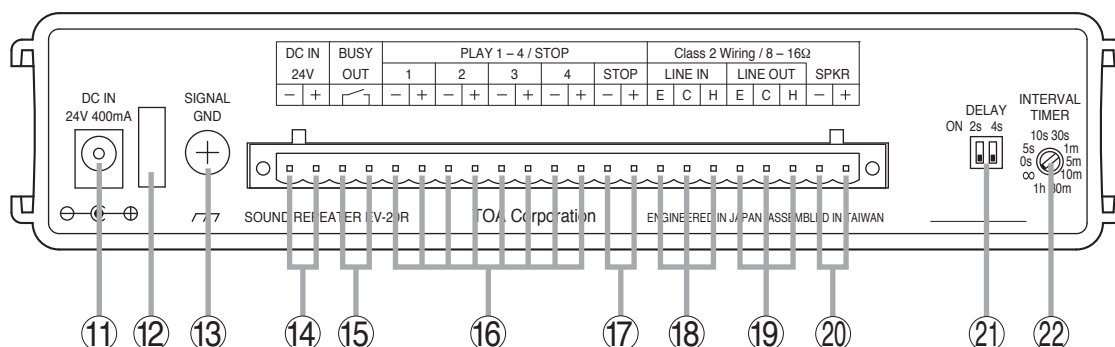 DC IN BUSY PLAY 1 – 4 / STOP Class 2 Wiring / 8 – 16Ω
24V OUT 1 2 3 4 STOP LINE IN LINE OUT SPKR
− + − + − + − + − + − + E C H E C H − +
DC IN
24V 400mA
SIGNAL
GND
DELAY
ON 2s 4s
INTERVAL
TIMER
10s 30s
5s 1m
0s 5m
∞ 10m
1h 30m
SOUND REPEATER EV-20R TOA Corporation ENGINEERED IN JAPAN, ASSEMBLED IN TAIWAN
⑪ ⑫ ⑬ ⑭ ⑮ ⑯ ⑰ ⑱ ⑲ ⑳ ㉑ ㉒